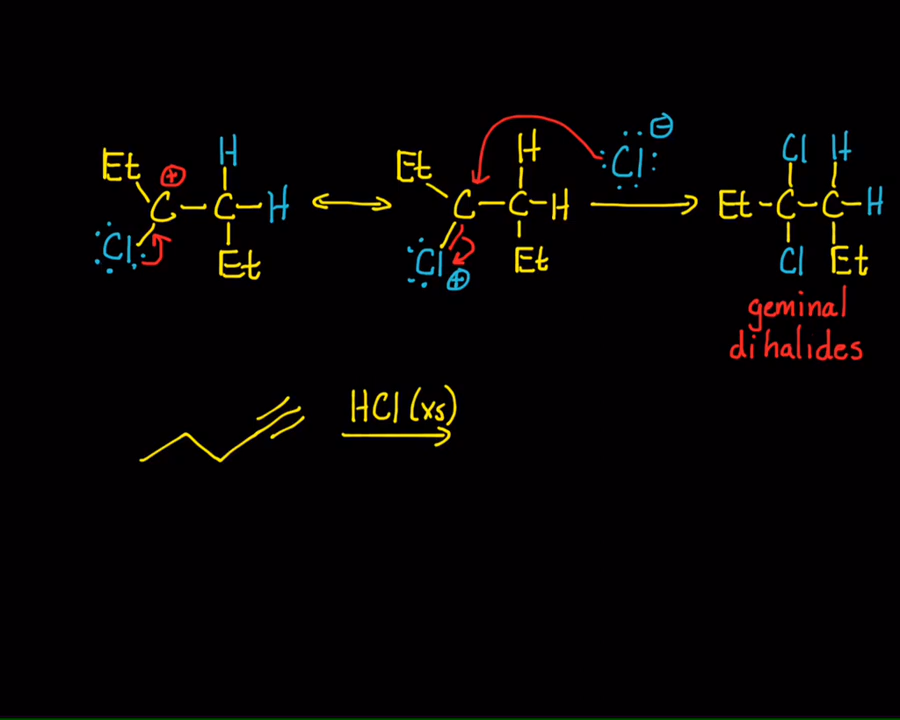 Et ⊕ H
C - C - H
:Cl: Et
Et H
C - C - H
:Cl ⊕ Et
:Cl: ⊖
Cl H
Et - C - C - H
Cl Et
geminal
dihalides
HCl (xs)